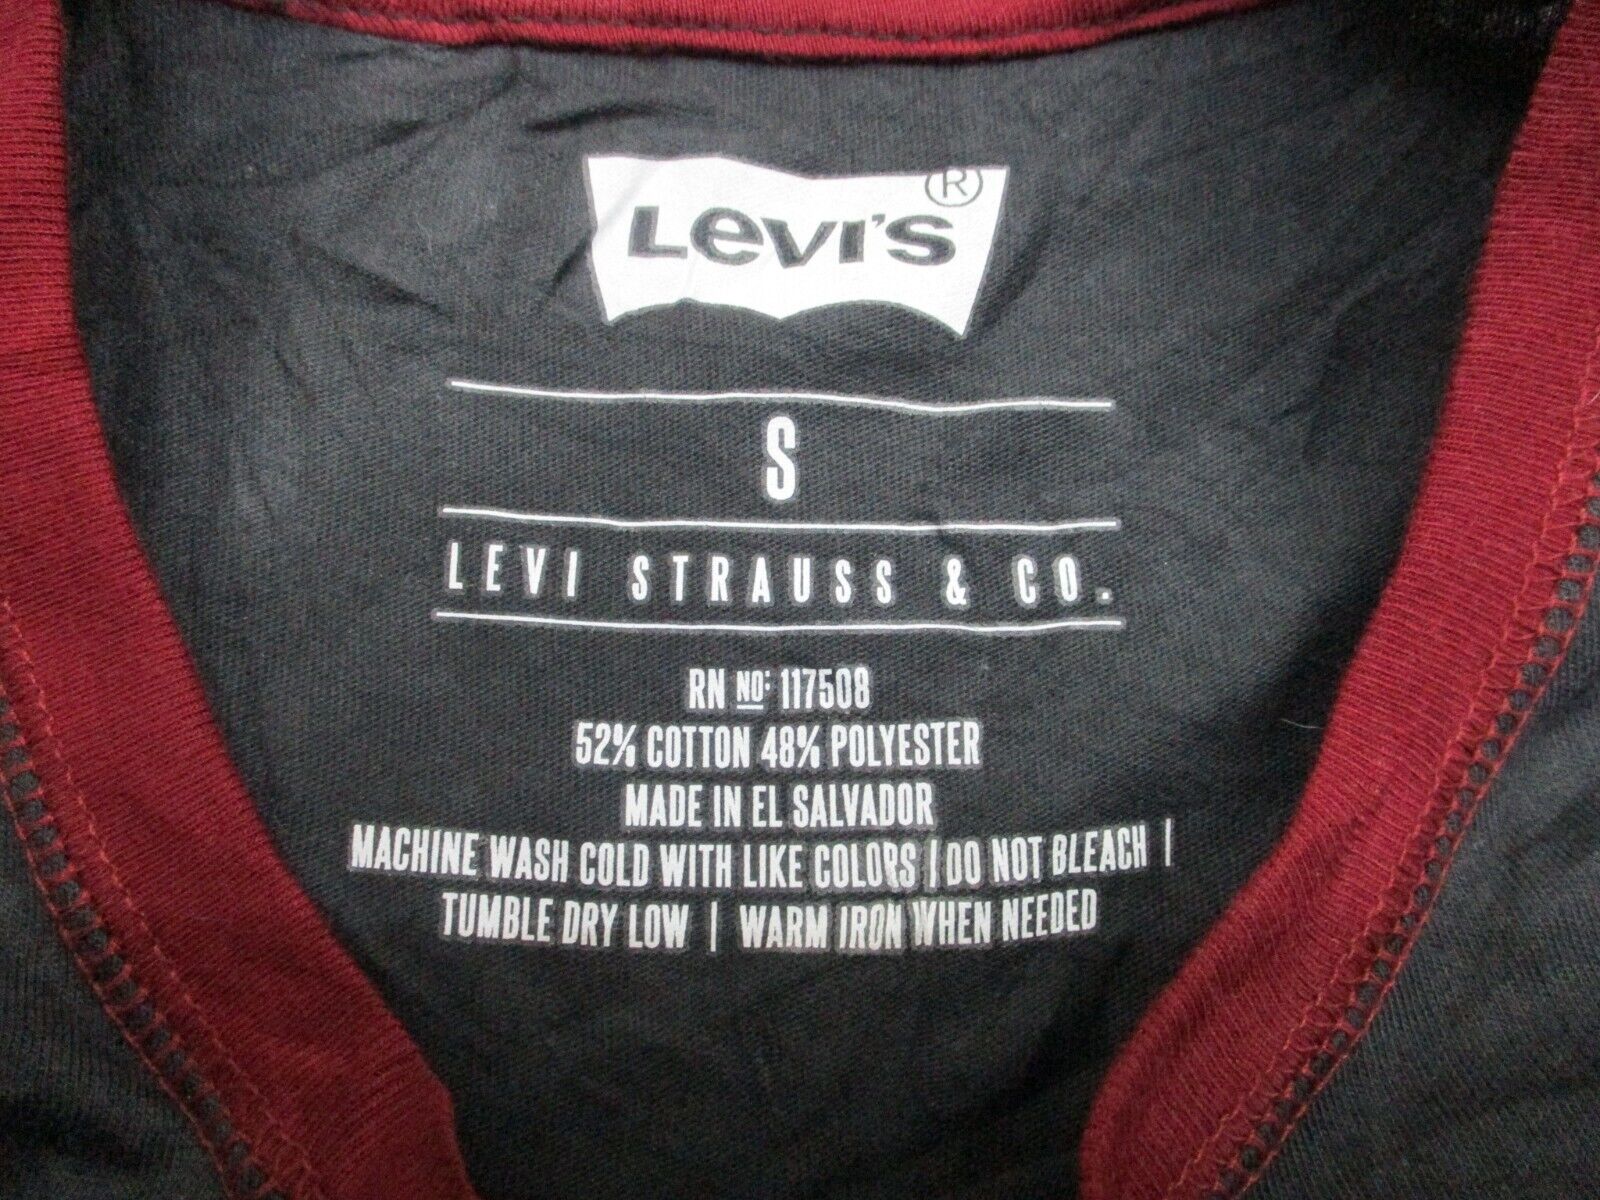 Levi's ®
S
LEVI STRAUSS & CO.
RN NO: 117508
52% COTTON 48% POLYESTER
MADE IN EL SALVADOR
MACHINE WASH COLD WITH LIKE COLORS | DO NOT BLEACH |
TUMBLE DRY LOW | WARM IRON WHEN NEEDED